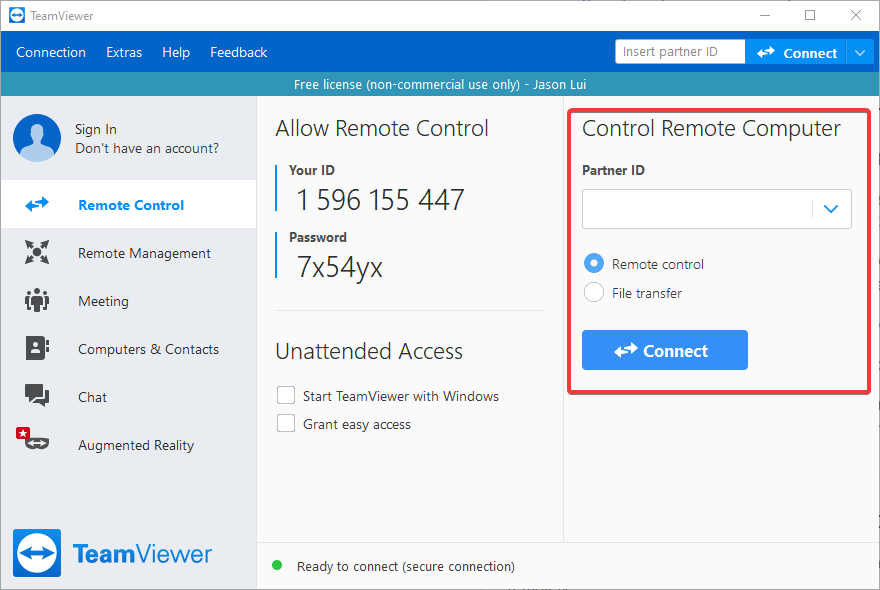 TeamViewer
Connection Extras Help Feedback
Insert partner ID
Connect
Free license (non-commercial use only) - Jason Lui
Sign In
Don't have an account?
Remote Control
Remote Management
Meeting
Computers & Contacts
Chat
Augmented Reality
TeamViewer
Allow Remote Control
Your ID
1 596 155 447
Password
7x54yx
Unattended Access
Start TeamViewer with Windows
Grant easy access
Control Remote Computer
Partner ID
Remote control
File transfer
Connect
Ready to connect (secure connection)